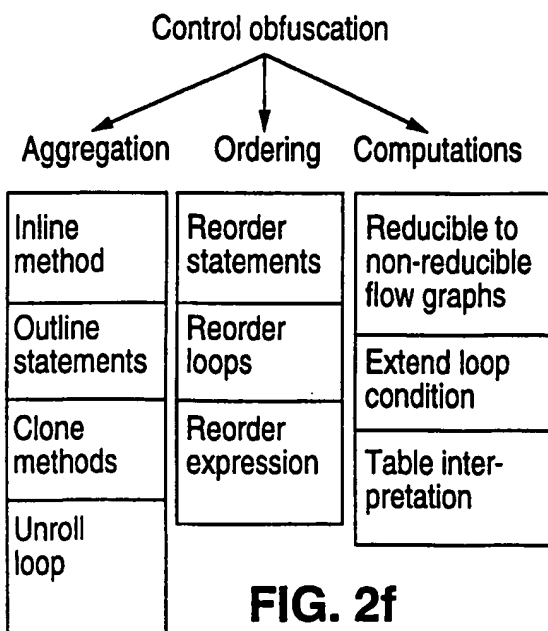 Control obfuscation
Aggregation
Ordering
Computations
Inline
method
Outline
statements
Clone
methods
Unroll
loop
Reorder
statements
Reorder
loops
Reorder
expression
Reducible to
non-reducible
flow graphs
Extend loop
condition
Table inter-
pretation
FIG. 2f